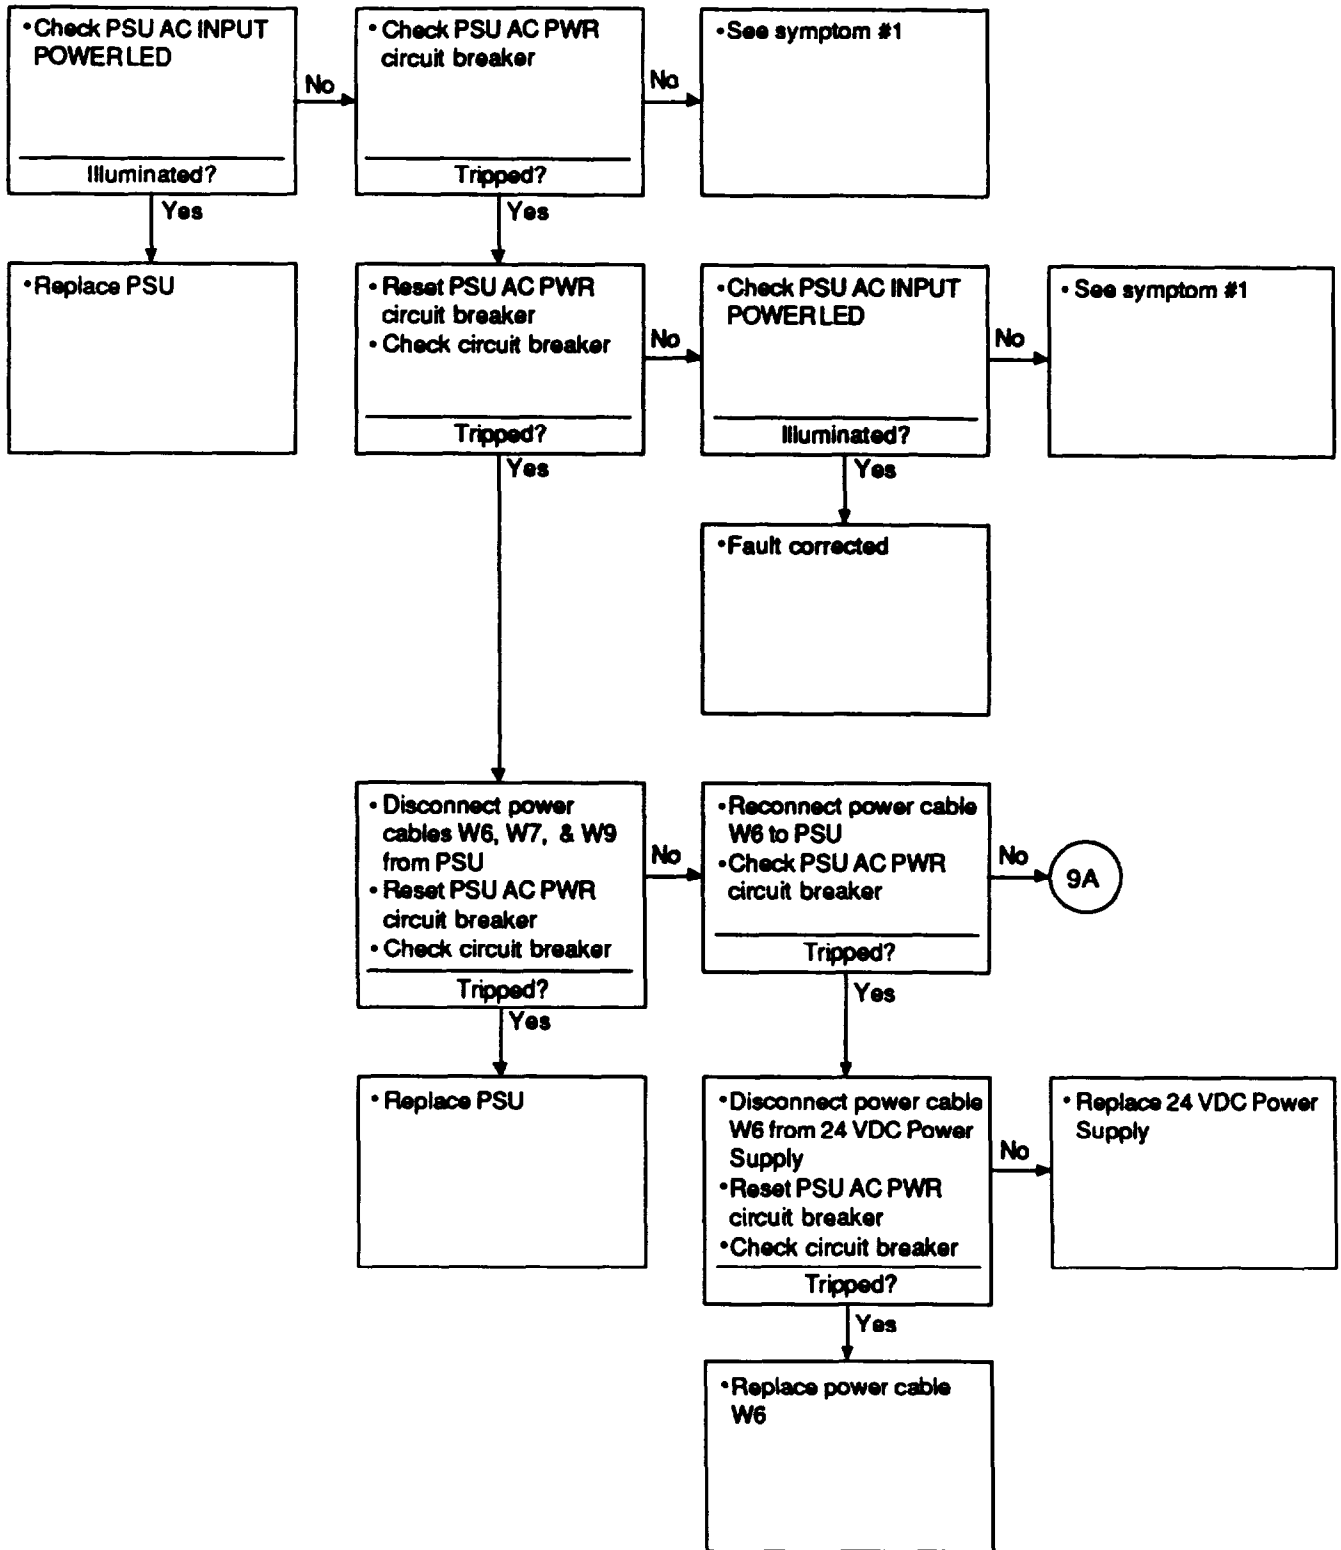 • Check PSU AC INPUT
POWER LED
Illuminated?
No
Yes
• Check PSU AC PWR
circuit breaker
Tripped?
No
Yes
• See symptom #1
• Replace PSU
• Reset PSU AC PWR
circuit breaker
• Check circuit breaker
Tripped?
No
Yes
• Check PSU AC INPUT
POWER LED
Illuminated?
No
Yes
• See symptom #1
• Fault corrected
• Disconnect power
cables W6, W7, & W9
from PSU
• Reset PSU AC PWR
circuit breaker
• Check circuit breaker
Tripped?
No
Yes
• Reconnect power cable
W6 to PSU
• Check PSU AC PWR
circuit breaker
Tripped?
No
Yes
9A
• Replace PSU
• Disconnect power cable
W6 from 24 VDC Power
Supply
• Reset PSU AC PWR
circuit breaker
• Check circuit breaker
Tripped?
No
Yes
• Replace 24 VDC Power
Supply
• Replace power cable
W6